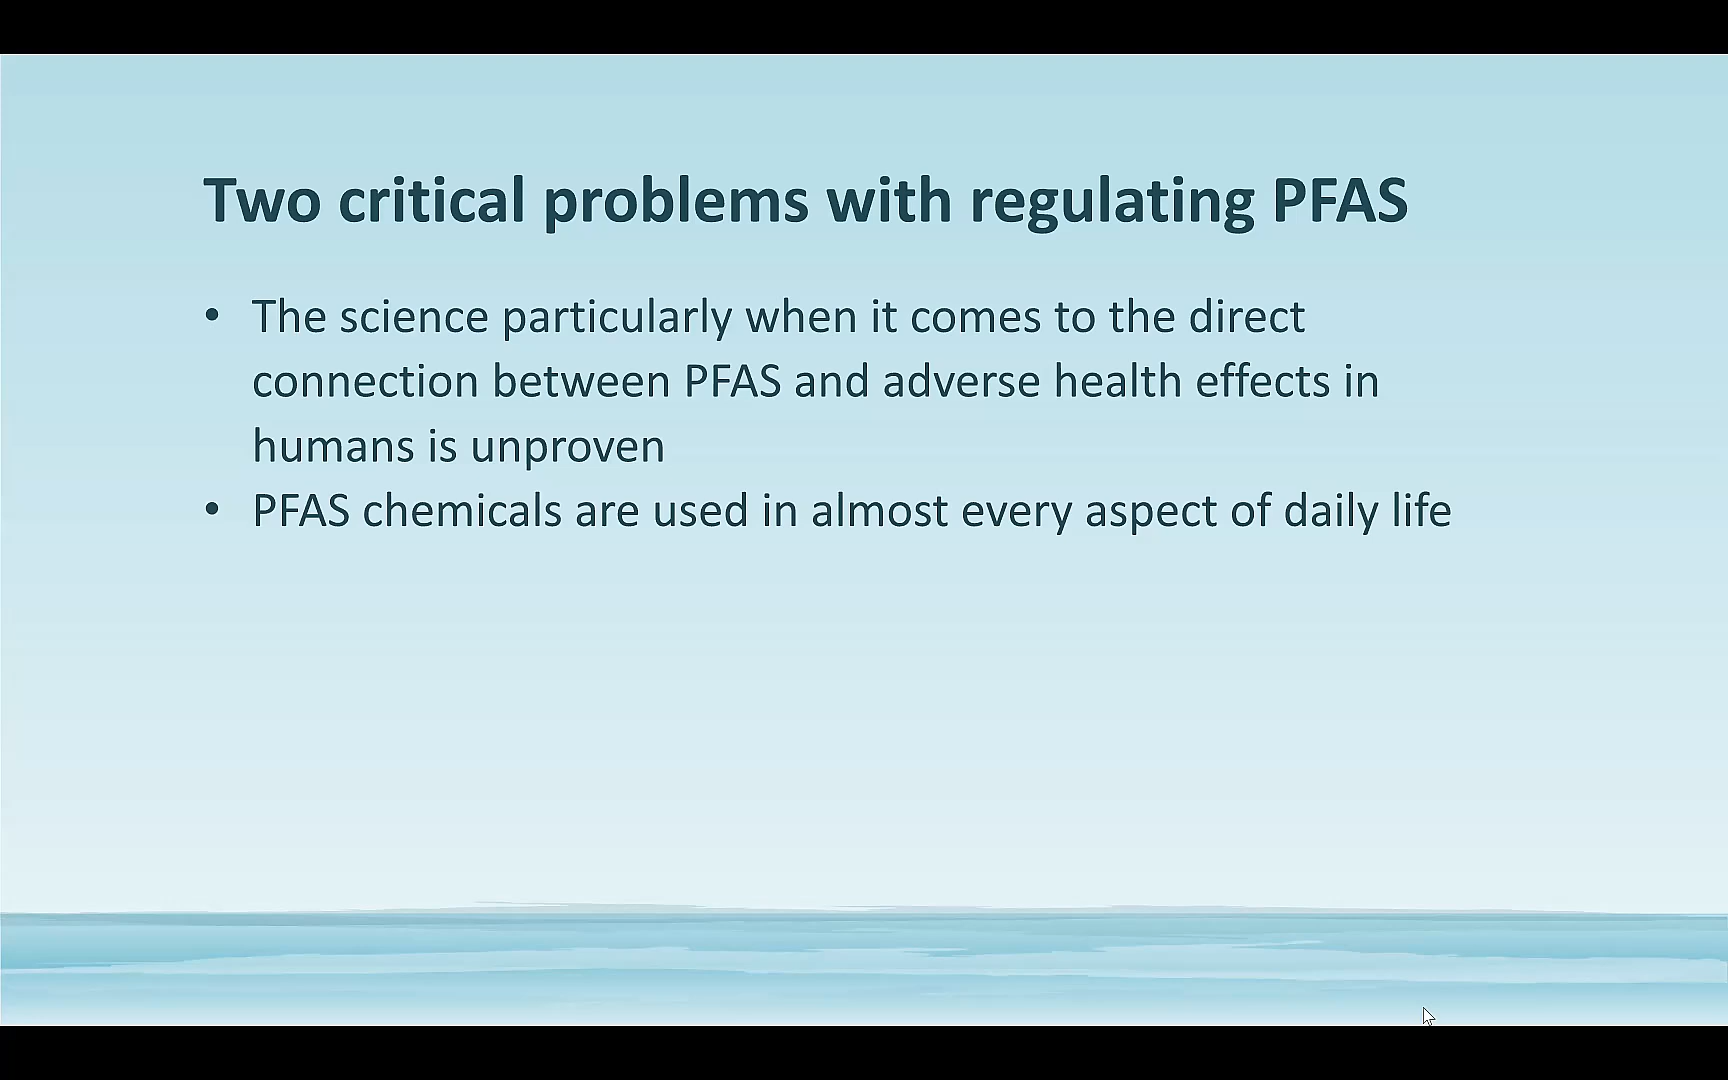 Two critical problems with regulating PFAS
• The science particularly when it comes to the direct
connection between PFAS and adverse health effects in
humans is unproven
• PFAS chemicals are used in almost every aspect of daily life